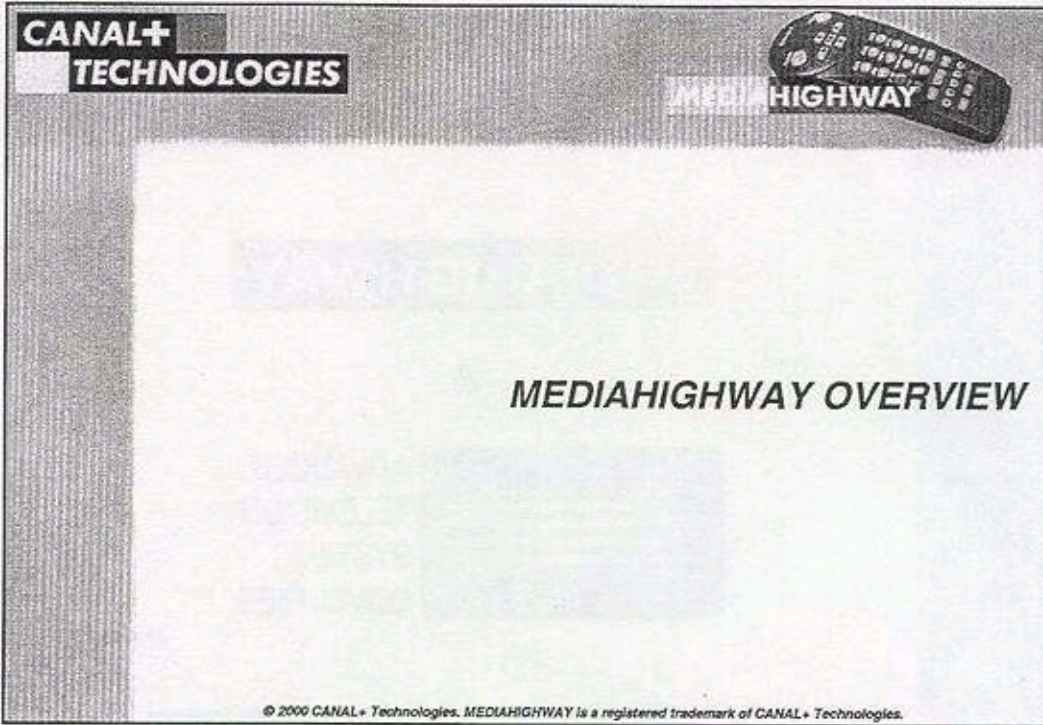 CANAL+
TECHNOLOGIES
MEDIAHIGHWAY
MEDIAHIGHWAY OVERVIEW
© 2000 CANAL+ Technologies. MEDIAHIGHWAY is a registered trademark of CANAL+ Technologies.